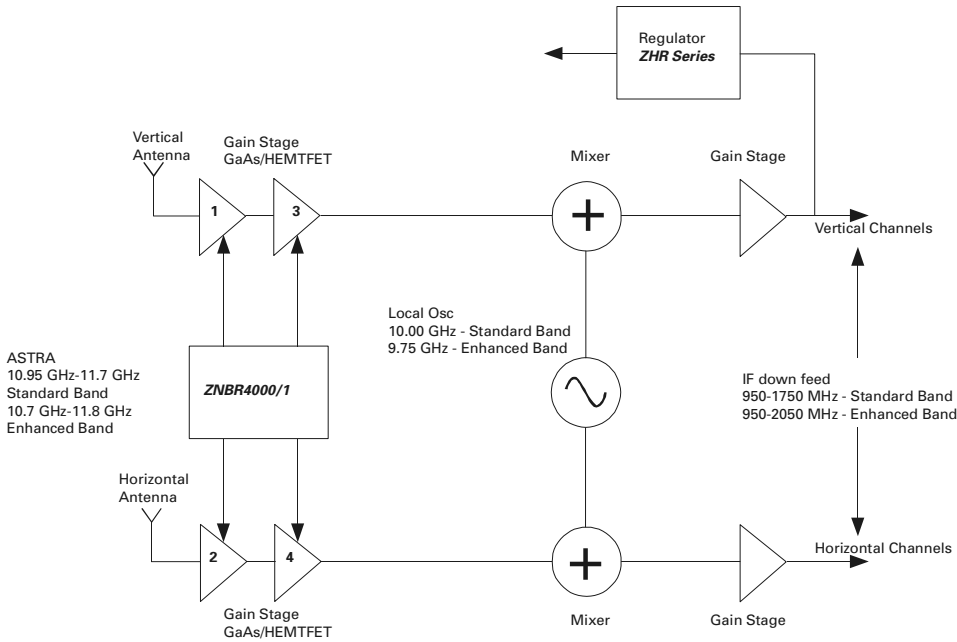 Regulator
ZHR Series
Vertical
Antenna
Gain Stage
GaAs/HEMTFET
Mixer
Gain Stage
1
3
Vertical Channels
Local Osc
10.00 GHz - Standard Band
9.75 GHz - Enhanced Band
ASTRA
10.95 GHz-11.7 GHz
Standard Band
10.7 GHz-11.8 GHz
Enhanced Band
ZNBR4000/1
IF down feed
950-1750 MHz - Standard Band
950-2050 MHz - Enhanced Band
Horizontal
Antenna
2
4
Horizontal Channels
Gain Stage
GaAs/HEMTFET
Mixer
Gain Stage